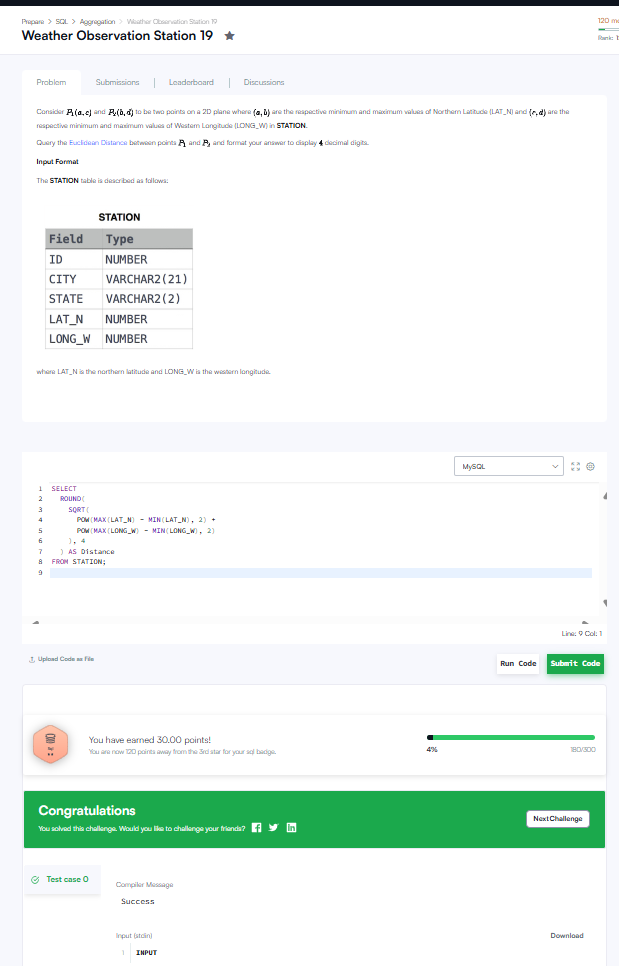 Prepare > SQL > Aggregation > Weather Observation Station 19
120 mo
Weather Observation Station 19 ★
Rank: 1
Problem
Submissions
Leaderboard
Discussions
Consider P₁(a,c) and P₂(b,d) to be two points on a 2D plane where (a,b) are the respective minimum and maximum values of Northern Latitude (LAT_N) and (c,d) are the
respective minimum and maximum values of Western Longitude (LONG_W) in STATION.
Query the Euclidean Distance between points P₁ and P₂ and format your answer to display 4 decimal digits.
Input Format
The STATION table is described as follows:
STATION
Field Type
ID NUMBER
CITY VARCHAR2(21)
STATE VARCHAR2(2)
LAT_N NUMBER
LONG_W NUMBER
where LAT_N is the northern latitude and LONG_W is the western longitude.
MySQL
1 SELECT
2 ROUND(
3 SQRT(
4 POW(MAX(LAT_N) - MIN(LAT_N), 2) +
5 POW(MAX(LONG_W) - MIN(LONG_W), 2)
6 ), 4
7 ) AS Distance
8 FROM STATION;
9
Line: 9 Col: 1
Upload Code as File
Run Code
Submit Code
You have earned 30.00 points!
You are now 120 points away from the 3rd star for your sql badge.
4%
180/300
Congratulations
You solved this challenge. Would you like to challenge your friends?
Next Challenge
Test case 0
Compiler Message
Success
Input (stdin)
Download
1 INPUT